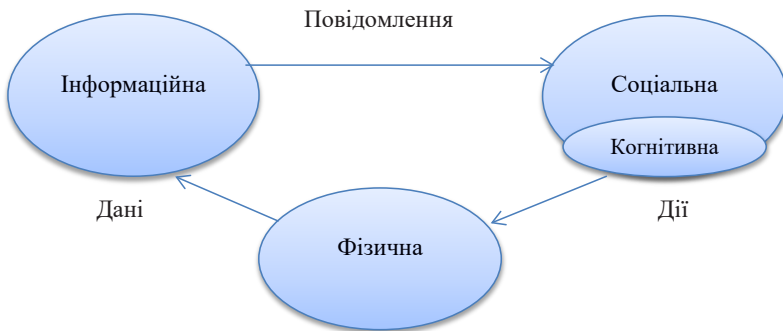 Повідомлення
Інформаційна
Соціальна
Когнітивна
Дані
Дії
Фізична